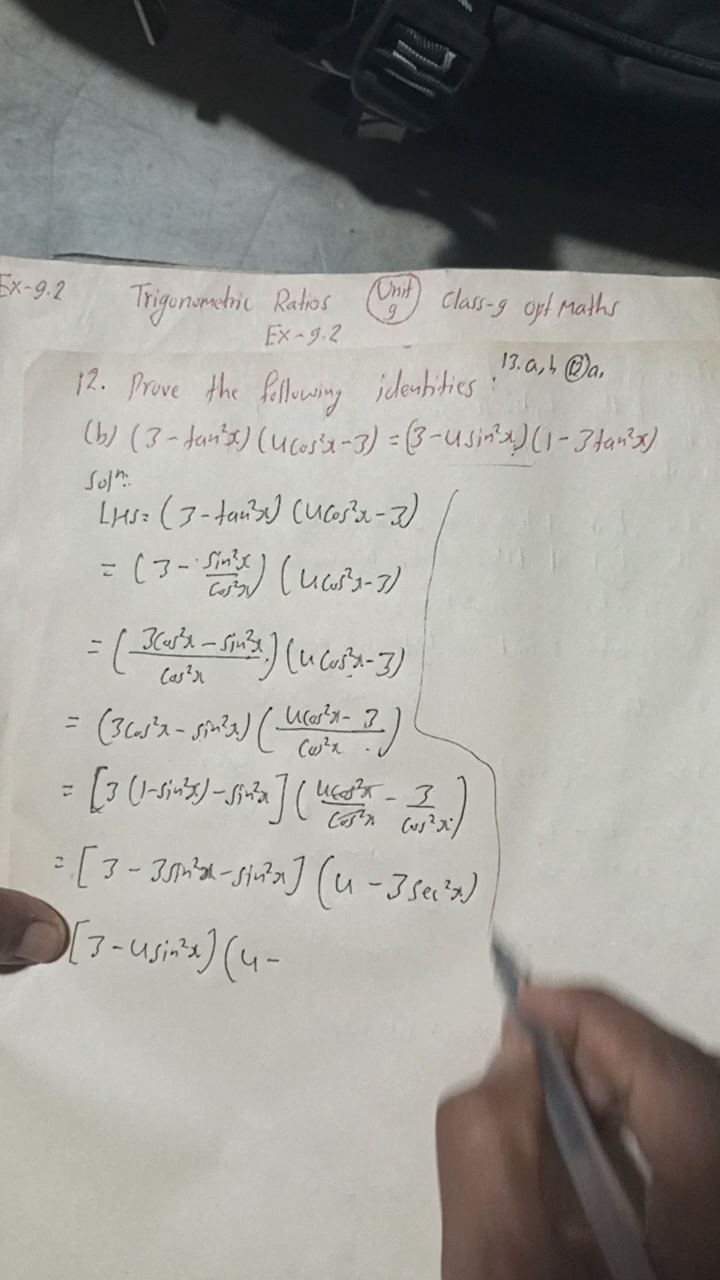 Ex-9.2 Trigonometric Ratios Unit 9 Class-9 Opt Maths
Ex-9.2
13. a, b 12 a,
12. Prove the following identities:
(b) (3 - tan²x) (4cos²x - 3) = (3 - 4sin²x) (1 - 3tan²x)
Solⁿ:
LHS = (3 - tan²x) (4cos²x - 3)
= (3 - sin²x/cos²x) (4cos²x - 3)
= (3cos²x - sin²x/cos²x) (4cos²x - 3)
= (3cos²x - sin²x) (4cos²x - 3/cos²x)
= [3 (1 - sin²x) - sin²x] (4cos²x/cos²x - 3/cos²x)
= [3 - 3sin²x - sin²x] (4 - 3sec²x)
[3 - 4sin²x) (4 -